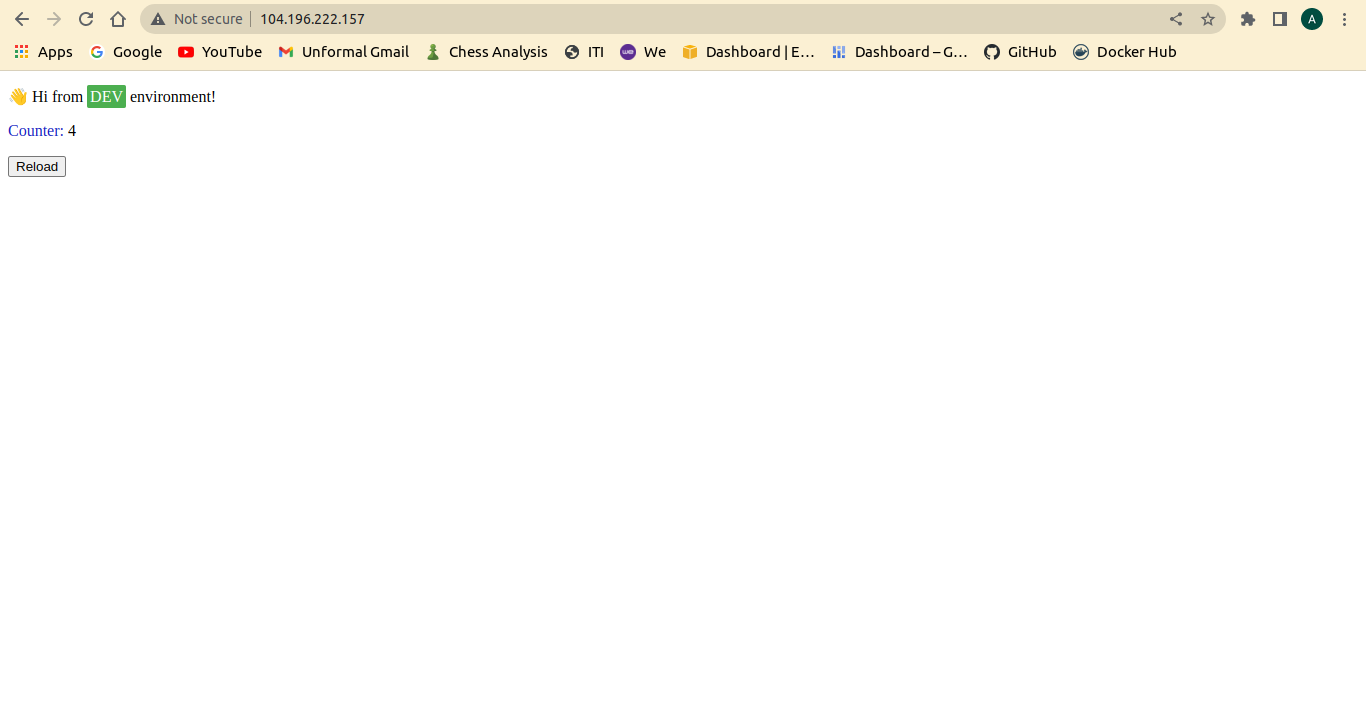 Not secure 104.196.222.157 A
Apps Google YouTube Unformal Gmail Chess Analysis ITI We Dashboard | E… Dashboard – G… GitHub Docker Hub
👋 Hi from DEV environment!
Counter: 4
Reload